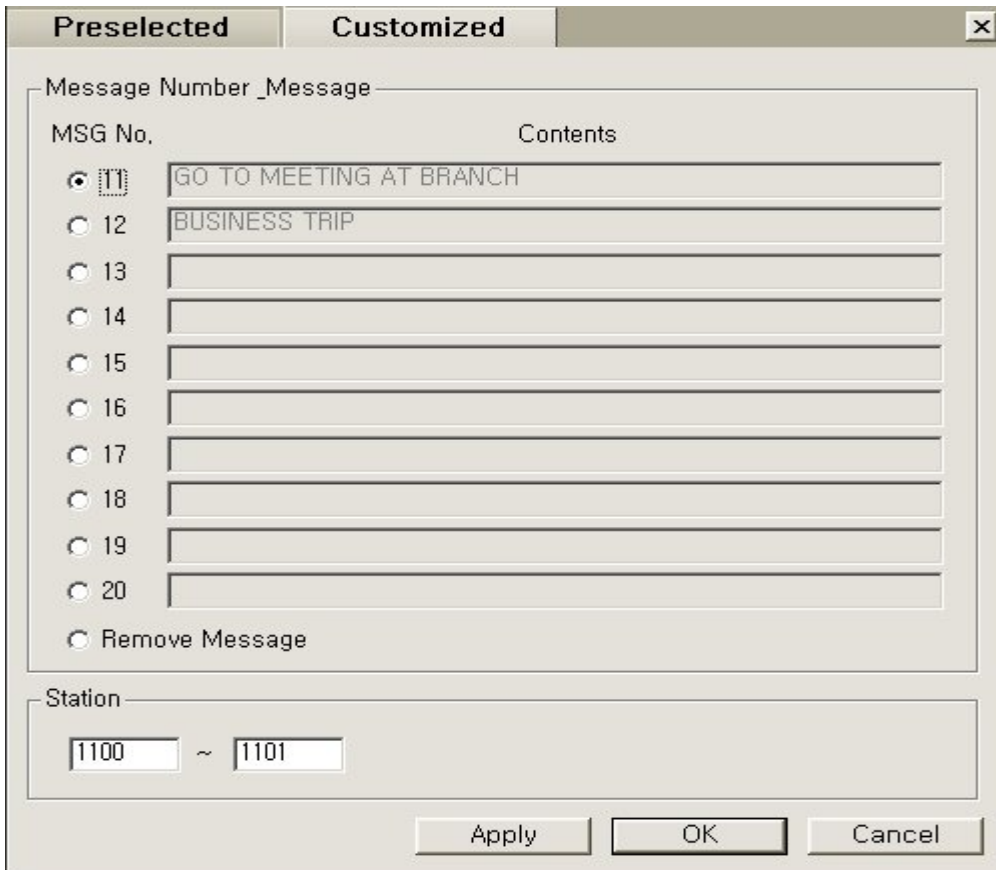 Preselected Customized
Message Number _Message
MSG No, Contents
11 GO TO MEETING AT BRANCH
12 BUSINESS TRIP
13
14
15
16
17
18
19
20
Remove Message
Station
1100 ~ 1101
Apply OK Cancel